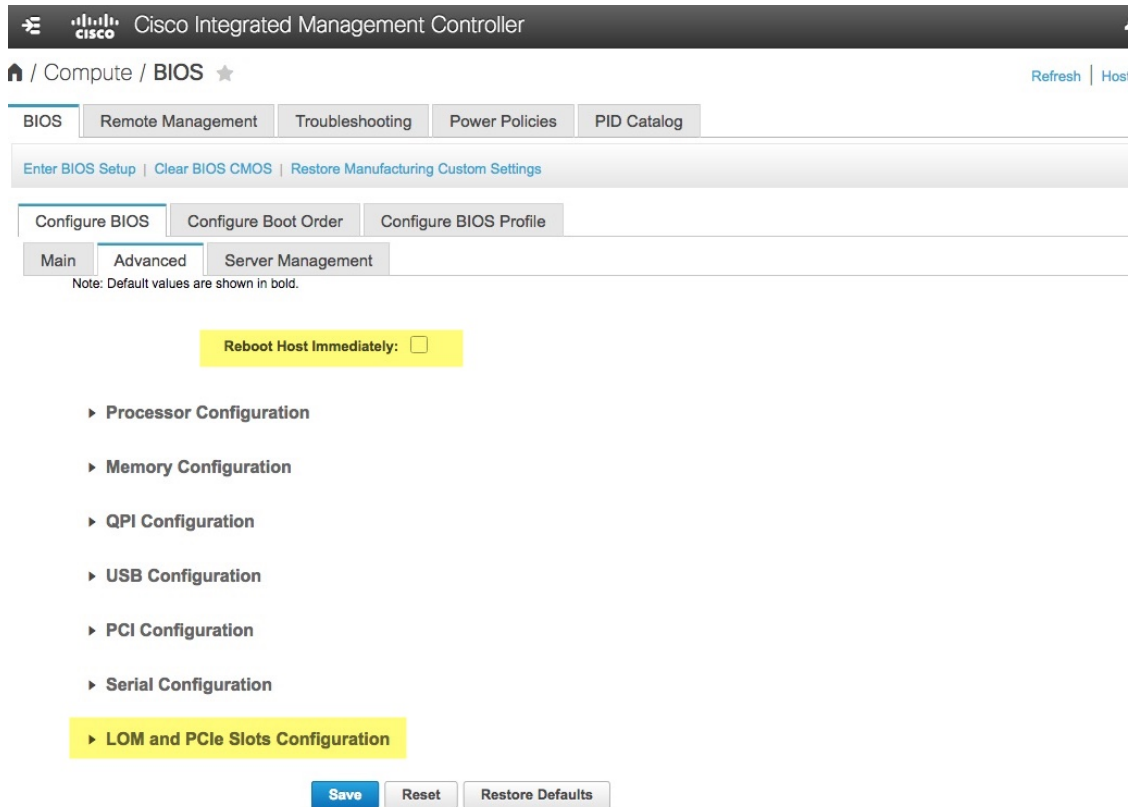 cisco Cisco Integrated Management Controller
/ Compute / BIOS
Refresh | Host
BIOS Remote Management Troubleshooting Power Policies PID Catalog
Enter BIOS Setup | Clear BIOS CMOS | Restore Manufacturing Custom Settings
Configure BIOS Configure Boot Order Configure BIOS Profile
Main Advanced Server Management
Note: Default values are shown in bold.
Reboot Host Immediately:
Processor Configuration
Memory Configuration
QPI Configuration
USB Configuration
PCI Configuration
Serial Configuration
LOM and PCIe Slots Configuration
Save Reset Restore Defaults